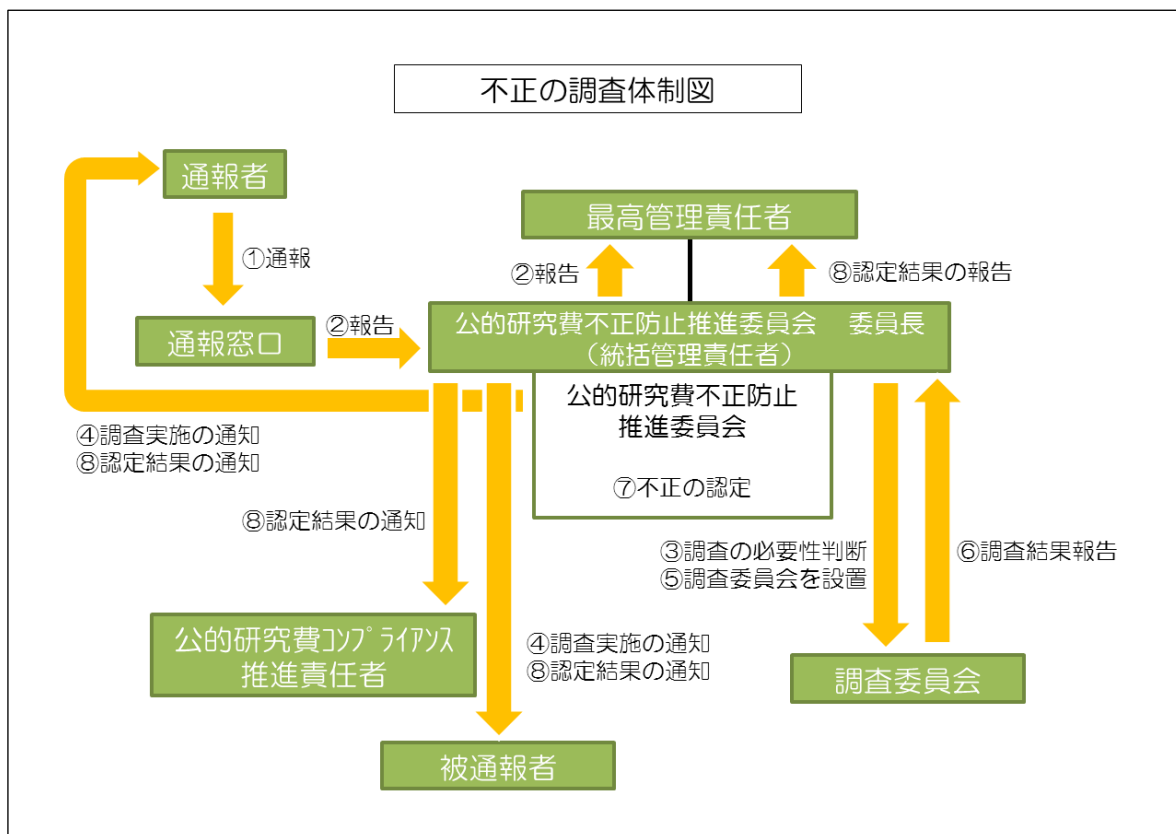 不正の調査体制図
通報者
最高管理責任者
①通報
②報告
⑧認定結果の報告
通報窓口
②報告
公的研究費不正防止推進委員会　委員長
（統括管理責任者）
公的研究費不正防止
推進委員会
⑦不正の認定
④調査実施の通知
⑧認定結果の通知
⑧認定結果の通知
③調査の必要性判断
⑤調査委員会を設置
⑥調査結果報告
公的研究費ｺﾝﾌﾟﾗｲｱﾝｽ
推進責任者
④調査実施の通知
⑧認定結果の通知
調査委員会
被通報者